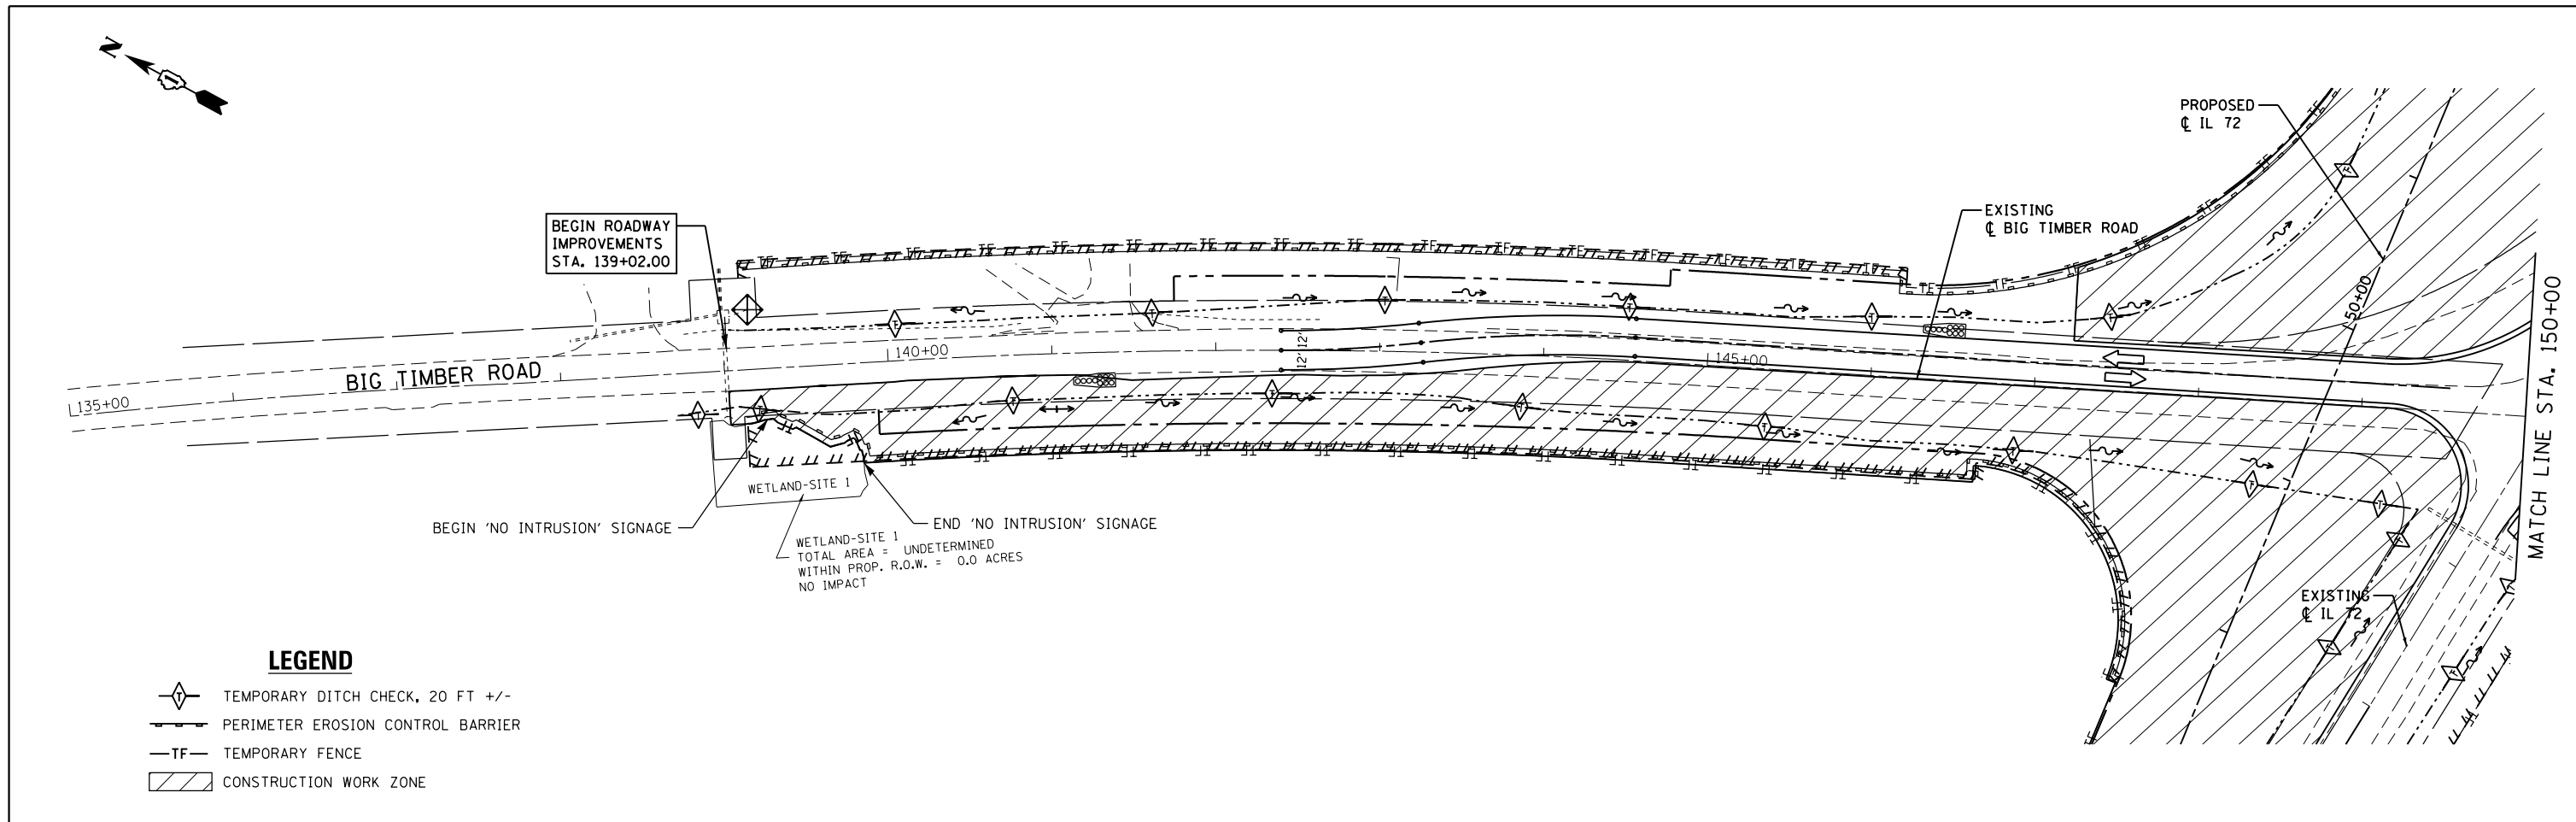 N
PROPOSED
℄ IL 72
EXISTING
℄ BIG TIMBER ROAD
BEGIN ROADWAY
IMPROVEMENTS
STA. 139+02.00
BIG TIMBER ROAD
135+00
140+00
145+00
150+00
12' 12'
MATCH LINE STA. 150+00
WETLAND-SITE 1
BEGIN 'NO INTRUSION' SIGNAGE
END 'NO INTRUSION' SIGNAGE
WETLAND-SITE 1
TOTAL AREA = UNDETERMINED
WITHIN PROP. R.O.W. = 0.0 ACRES
NO IMPACT
EXISTING
℄ IL 72
LEGEND
T TEMPORARY DITCH CHECK, 20 FT +/-
PERIMETER EROSION CONTROL BARRIER
TF TEMPORARY FENCE
CONSTRUCTION WORK ZONE